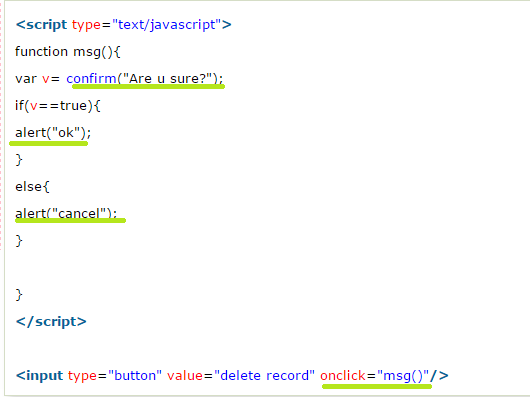 <script type="text/javascript">
function msg(){
var v= confirm("Are u sure?");
if(v==true){
alert("ok");
}
else{
alert("cancel");
}
}
</script>
<input type="button" value="delete record" onclick="msg()"/>